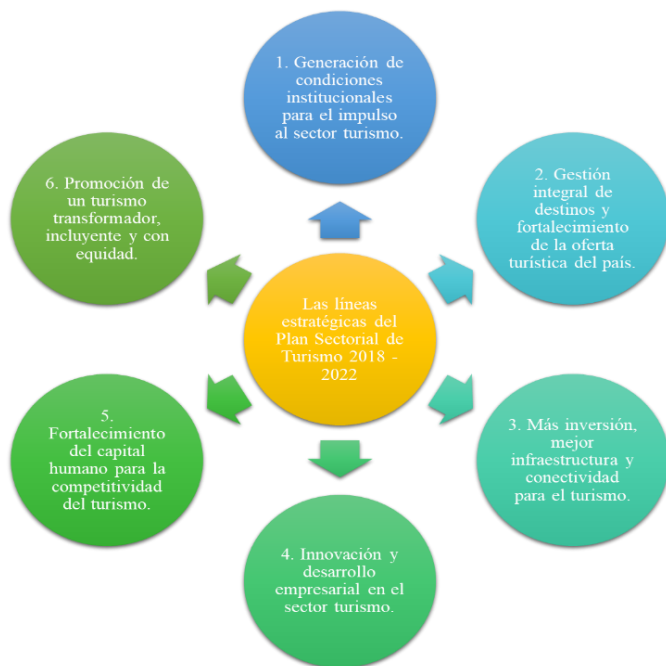 1. Generación de
condiciones
institucionales
para el impulso
al sector turismo.
6. Promoción de
un turismo
transformador,
incluyente y con
equidad.
2. Gestión
integral de
destinos y
fortalecimiento
de la oferta
turística del país.
Las líneas
estratégicas del
Plan Sectorial de
Turismo 2018 -
2022
5.
Fortalecimiento
del capital
humano para la
competitividad
del turismo.
3. Más inversión,
mejor
infraestructura y
conectividad
para el turismo.
4. Innovación y
desarrollo
empresarial en el
sector turismo.